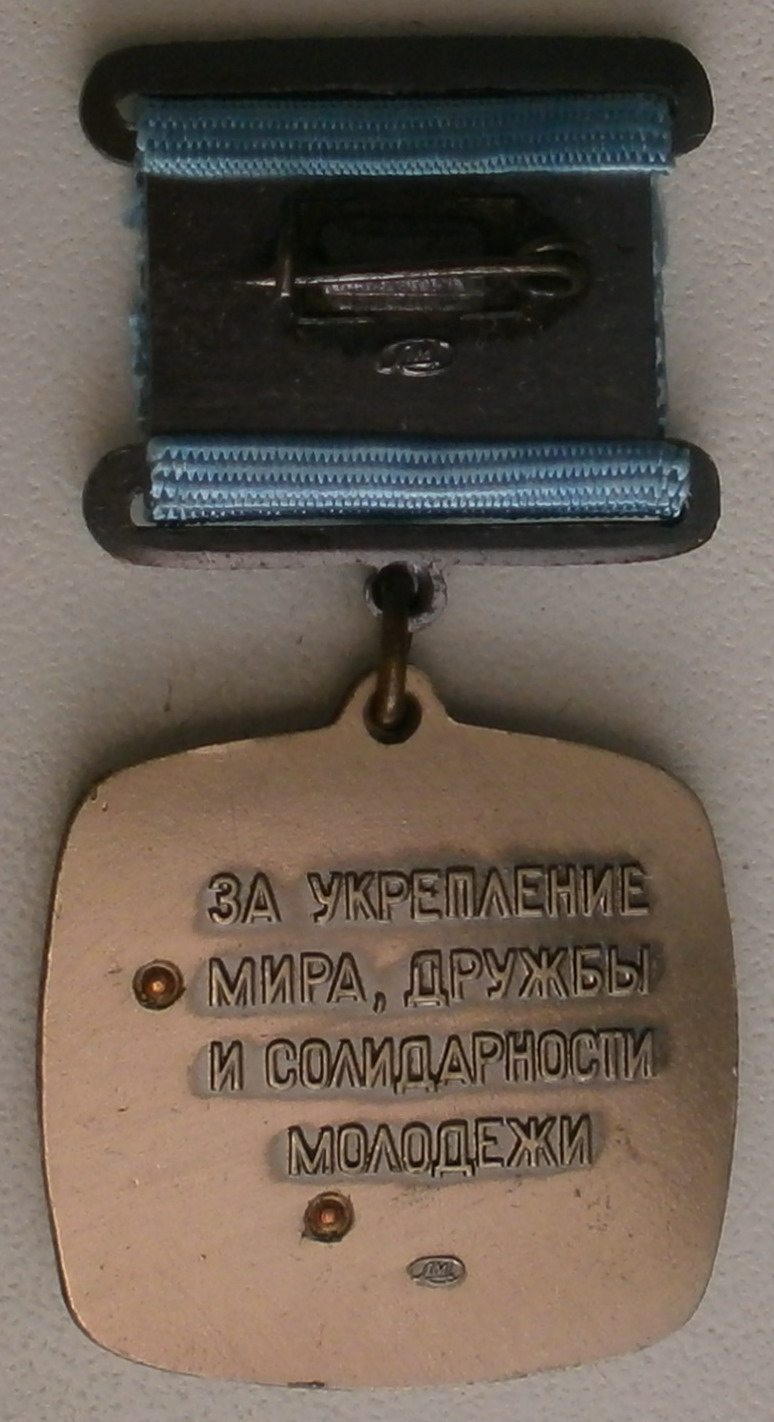 ЗА УКРЕПЛЕНИЕ
МИРА, ДРУЖБЫ
И СОЛИДАРНОСТИ
МОЛОДЕЖИ